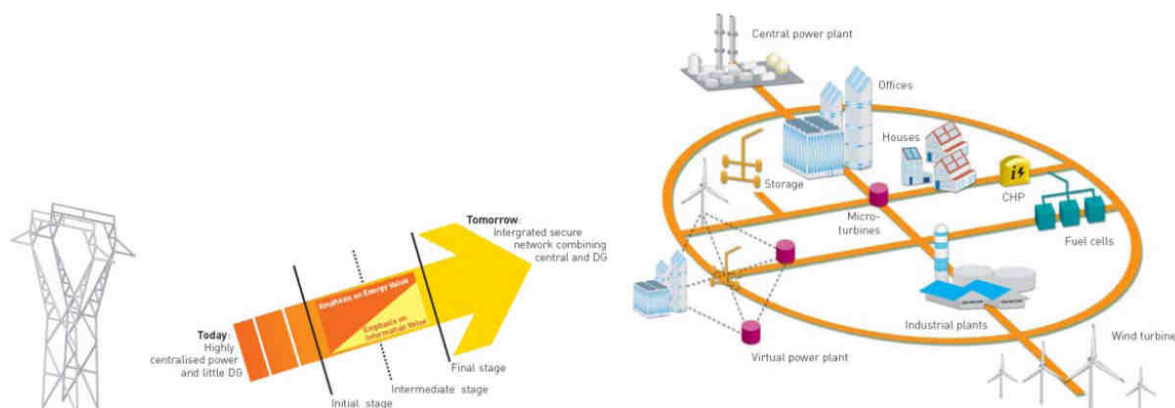 Today:
Highly
centralised power
and little DG
Emphasis on Energy Value
Emphasis on
Information Value
Tomorrow:
Intergrated secure
network combining
central and DG
Initial stage
Intermediate stage
Final stage
Central power plant
Offices
Houses
Storage
CHP
Micro-
turbines
Fuel cells
Industrial plants
Virtual power plant
Wind turbine